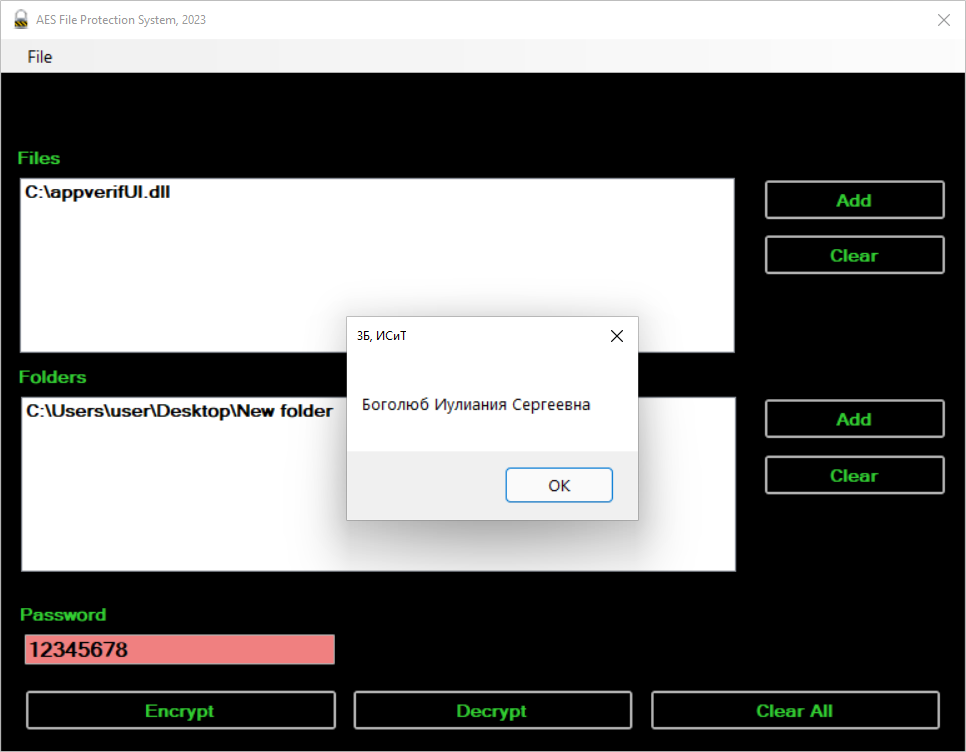 AES File Protection System, 2023
File
Files
C:\appverifUI.dll
Add
Clear
3Б, ИСиТ
Боголюб Иулиания Сергеевна
OK
Folders
C:\Users\user\Desktop\New folder
Add
Clear
Password
12345678
Encrypt
Decrypt
Clear All